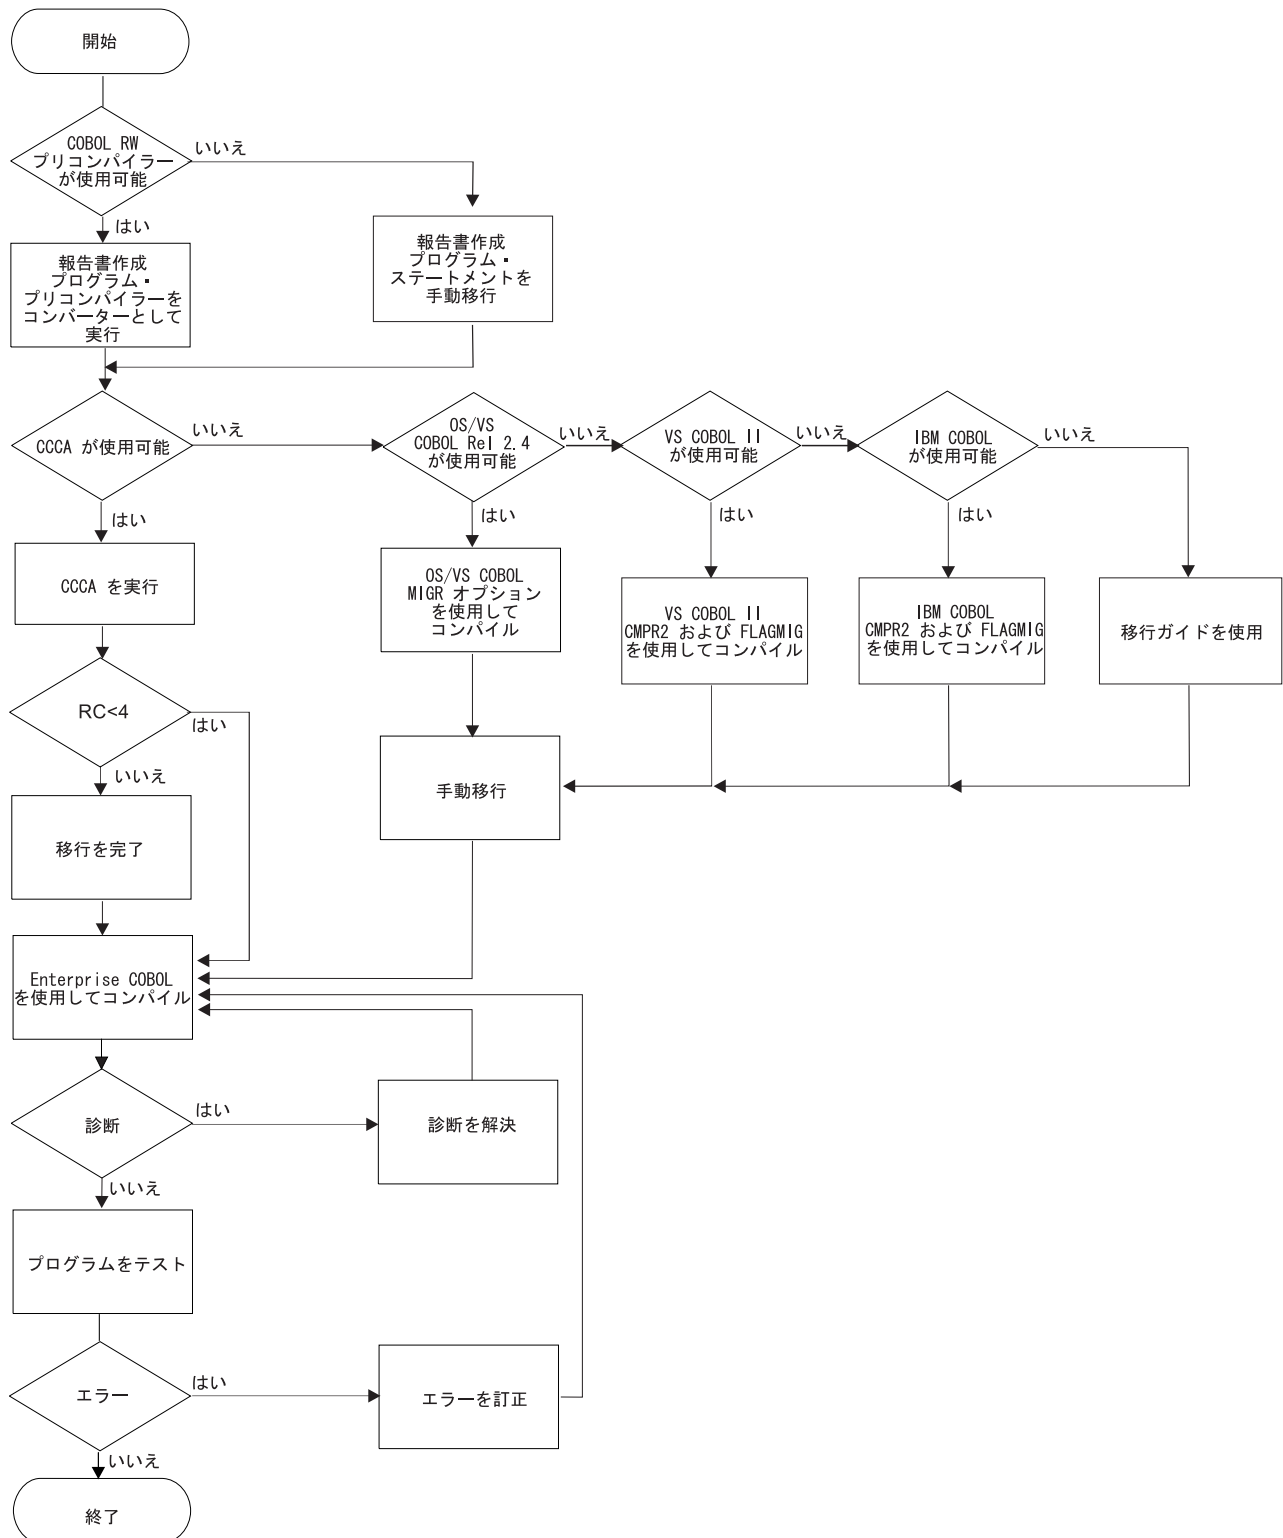 開始
COBOL RW
プリコンパイラー
が使用可能
いいえ
はい
報告書作成
プログラム・
プリコンパイラーを
コンバーターとして
実行
報告書作成
プログラム・
ステートメントを
手動移行
CCCA が使用可能
いいえ
OS/VS
COBOL Rel 2.4
が使用可能
いいえ
VS COBOL II
が使用可能
いいえ
IBM COBOL
が使用可能
いいえ
はい
はい
はい
はい
CCCA を実行
OS/VS COBOL
MIGR オプション
を使用して
コンパイル
VS COBOL II
CMPR2 および FLAGMIG
を使用してコンパイル
IBM COBOL
CMPR2 および FLAGMIG
を使用してコンパイル
移行ガイドを使用
RC<4
はい
いいえ
手動移行
移行を完了
Enterprise COBOL
を使用してコンパイル
診断
はい
診断を解決
いいえ
プログラムをテスト
エラー
はい
エラーを訂正
いいえ
終了